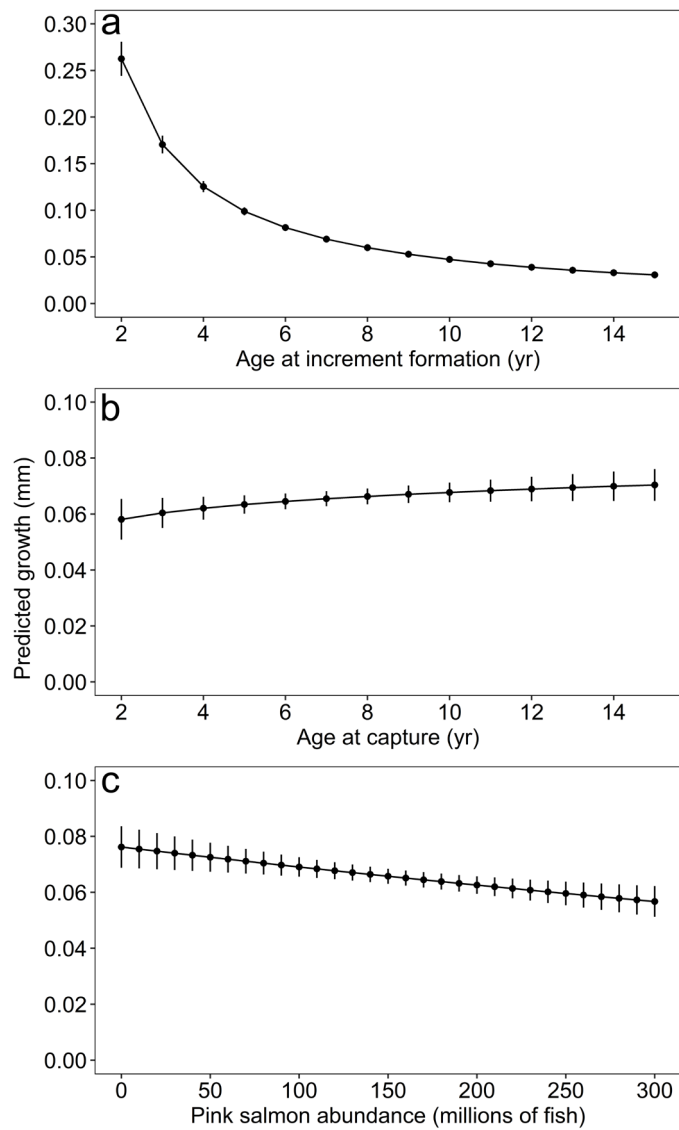 a
0.30
0.25
0.20
0.15
0.10
0.05
0.00
2 4 6 8 10 12 14
Age at increment formation (yr)
b
0.10
0.08
0.06
0.04
0.02
0.00
2 4 6 8 10 12 14
Age at capture (yr)
Predicted growth (mm)
c
0.10
0.08
0.06
0.04
0.02
0.00
0 50 100 150 200 250 300
Pink salmon abundance (millions of fish)